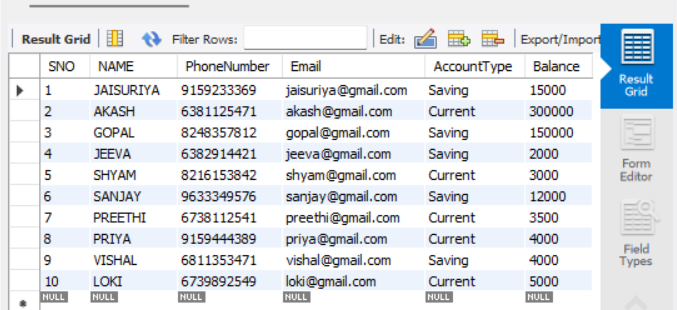 Result Grid Filter Rows: Edit: Export/Import
SNO NAME PhoneNumber Email AccountType Balance
1 JAISURIYA 9159233369 jaisuriya@gmail.com Saving 15000
2 AKASH 6381125471 akash@gmail.com Current 300000
3 GOPAL 8248357812 gopal@gmail.com Saving 150000
4 JEEVA 6382914421 jeeva@gmail.com Saving 2000
5 SHYAM 8216153842 shyam@gmail.com Current 3000
6 SANJAY 9633349576 sanjay@gmail.com Saving 12000
7 PREETHI 6738112541 preethi@gmail.com Current 3500
8 PRIYA 9159444389 priya@gmail.com Current 4000
9 VISHAL 6811353471 vishal@gmail.com Saving 4000
10 LOKI 6739892549 loki@gmail.com Current 5000
NULL NULL NULL NULL NULL NULL
Result
Grid
Form
Editor
Field
Types